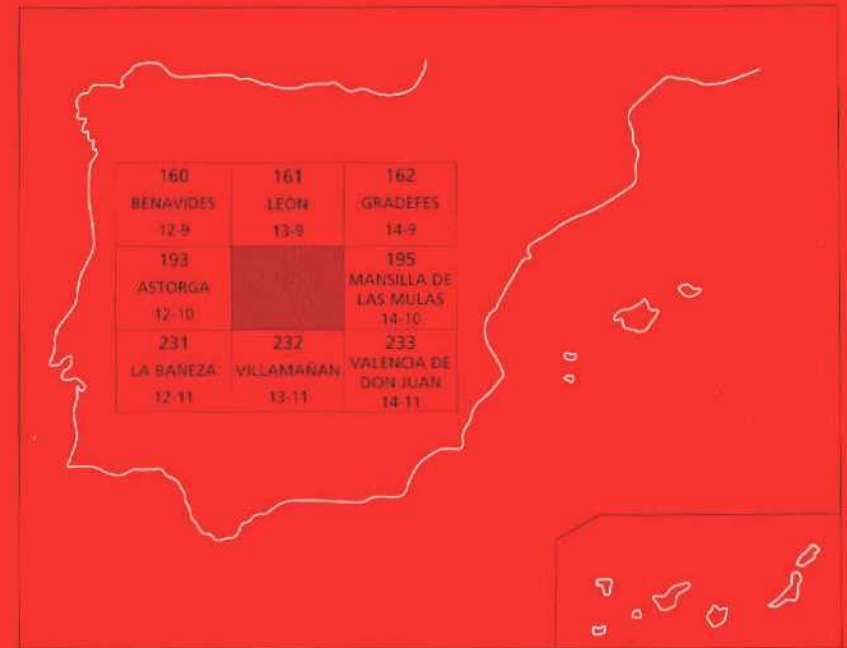 160
BENAVIDES
12-9
161
LEÓN
13-9
162
GRADEFES
14-9
193
ASTORGA
12-10
195
MANSILLA DE
LAS MULAS
14-10
231
LA BAÑEZA
12-11
232
VILLAMAÑAN
13-11
233
VALENCIA DE
DON JUAN
14-11